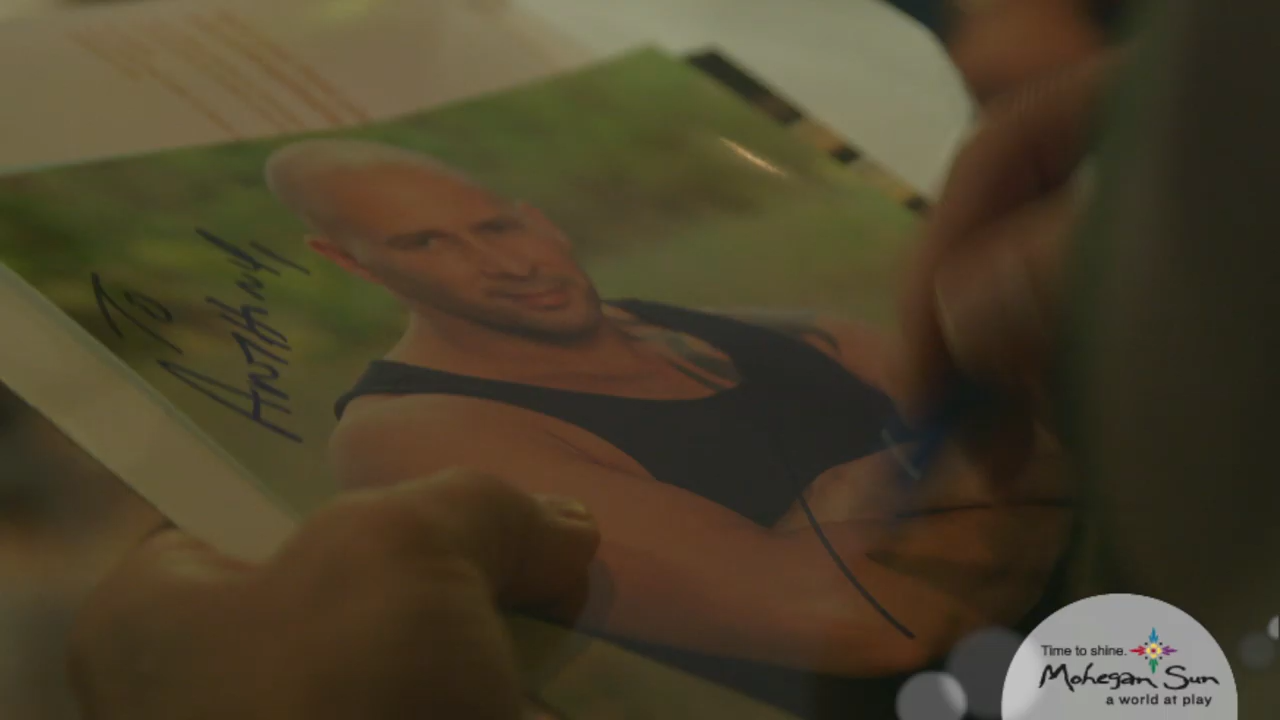 To
Anthony
Time to shine.
Mohegan Sun
a world at play